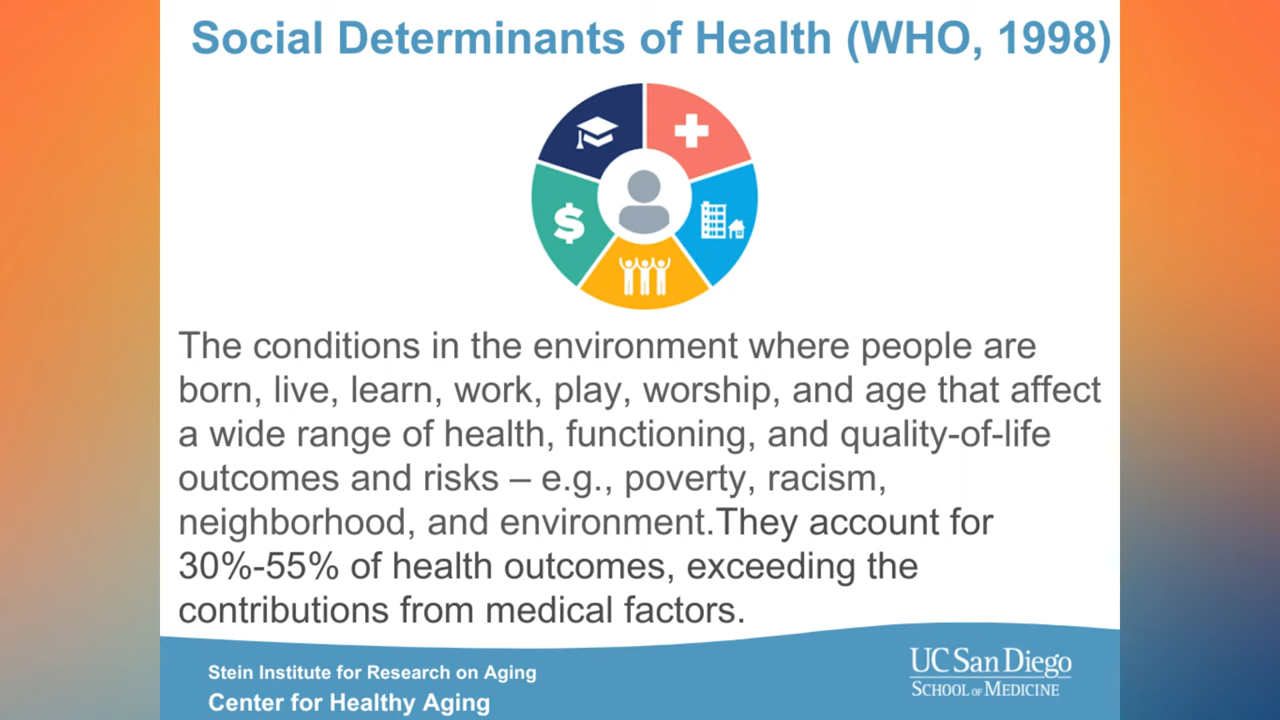 Social Determinants of Health (WHO, 1998)
$
The conditions in the environment where people are
born, live, learn, work, play, worship, and age that affect
a wide range of health, functioning, and quality-of-life
outcomes and risks – e.g., poverty, racism,
neighborhood, and environment.They account for
30%-55% of health outcomes, exceeding the
contributions from medical factors.
Stein Institute for Research on Aging
Center for Healthy Aging
UC San Diego
SCHOOL OF MEDICINE